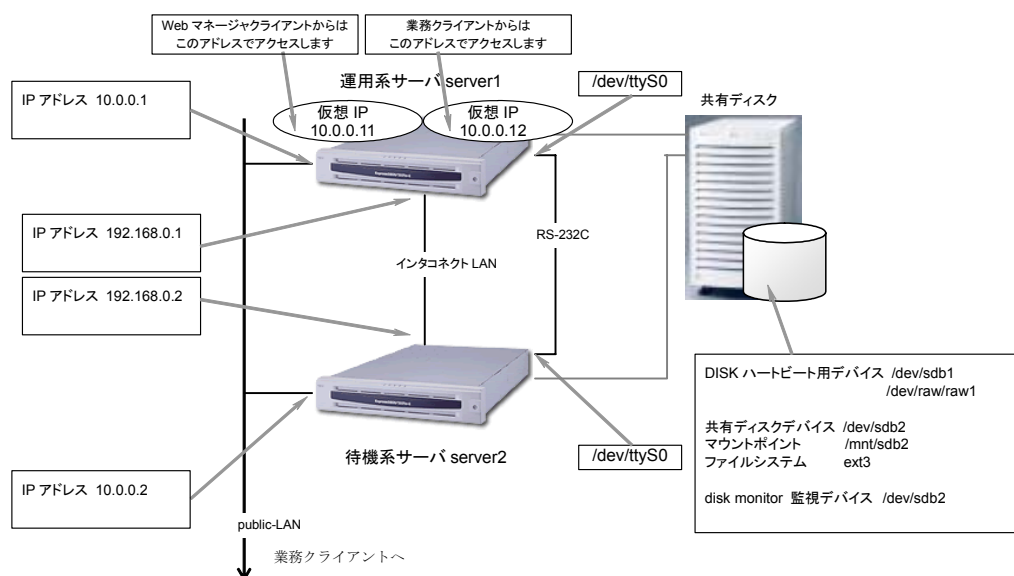 Web マネージャクライアントからは
このアドレスでアクセスします
業務クライアントからは
このアドレスでアクセスします
運用系サーバ server1
/dev/ttyS0
共有ディスク
IP アドレス 10.0.0.1
仮想 IP
10.0.0.11
仮想 IP
10.0.0.12
IP アドレス 192.168.0.1
RS-232C
インタコネクト LAN
IP アドレス 192.168.0.2
DISK ハートビート用デバイス /dev/sdb1
/dev/raw/raw1
共有ディスクデバイス /dev/sdb2
マウントポイント /mnt/sdb2
ファイルシステム ext3
disk monitor 監視デバイス /dev/sdb2
待機系サーバ server2
/dev/ttyS0
IP アドレス 10.0.0.2
public-LAN
業務クライアントへ